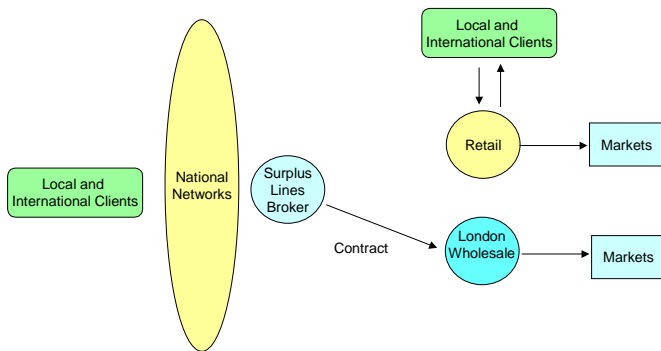 Local and
International Clients
National
Networks
Surplus
Lines
Broker
Contract
Local and
International Clients
Retail
Markets
London
Wholesale
Markets